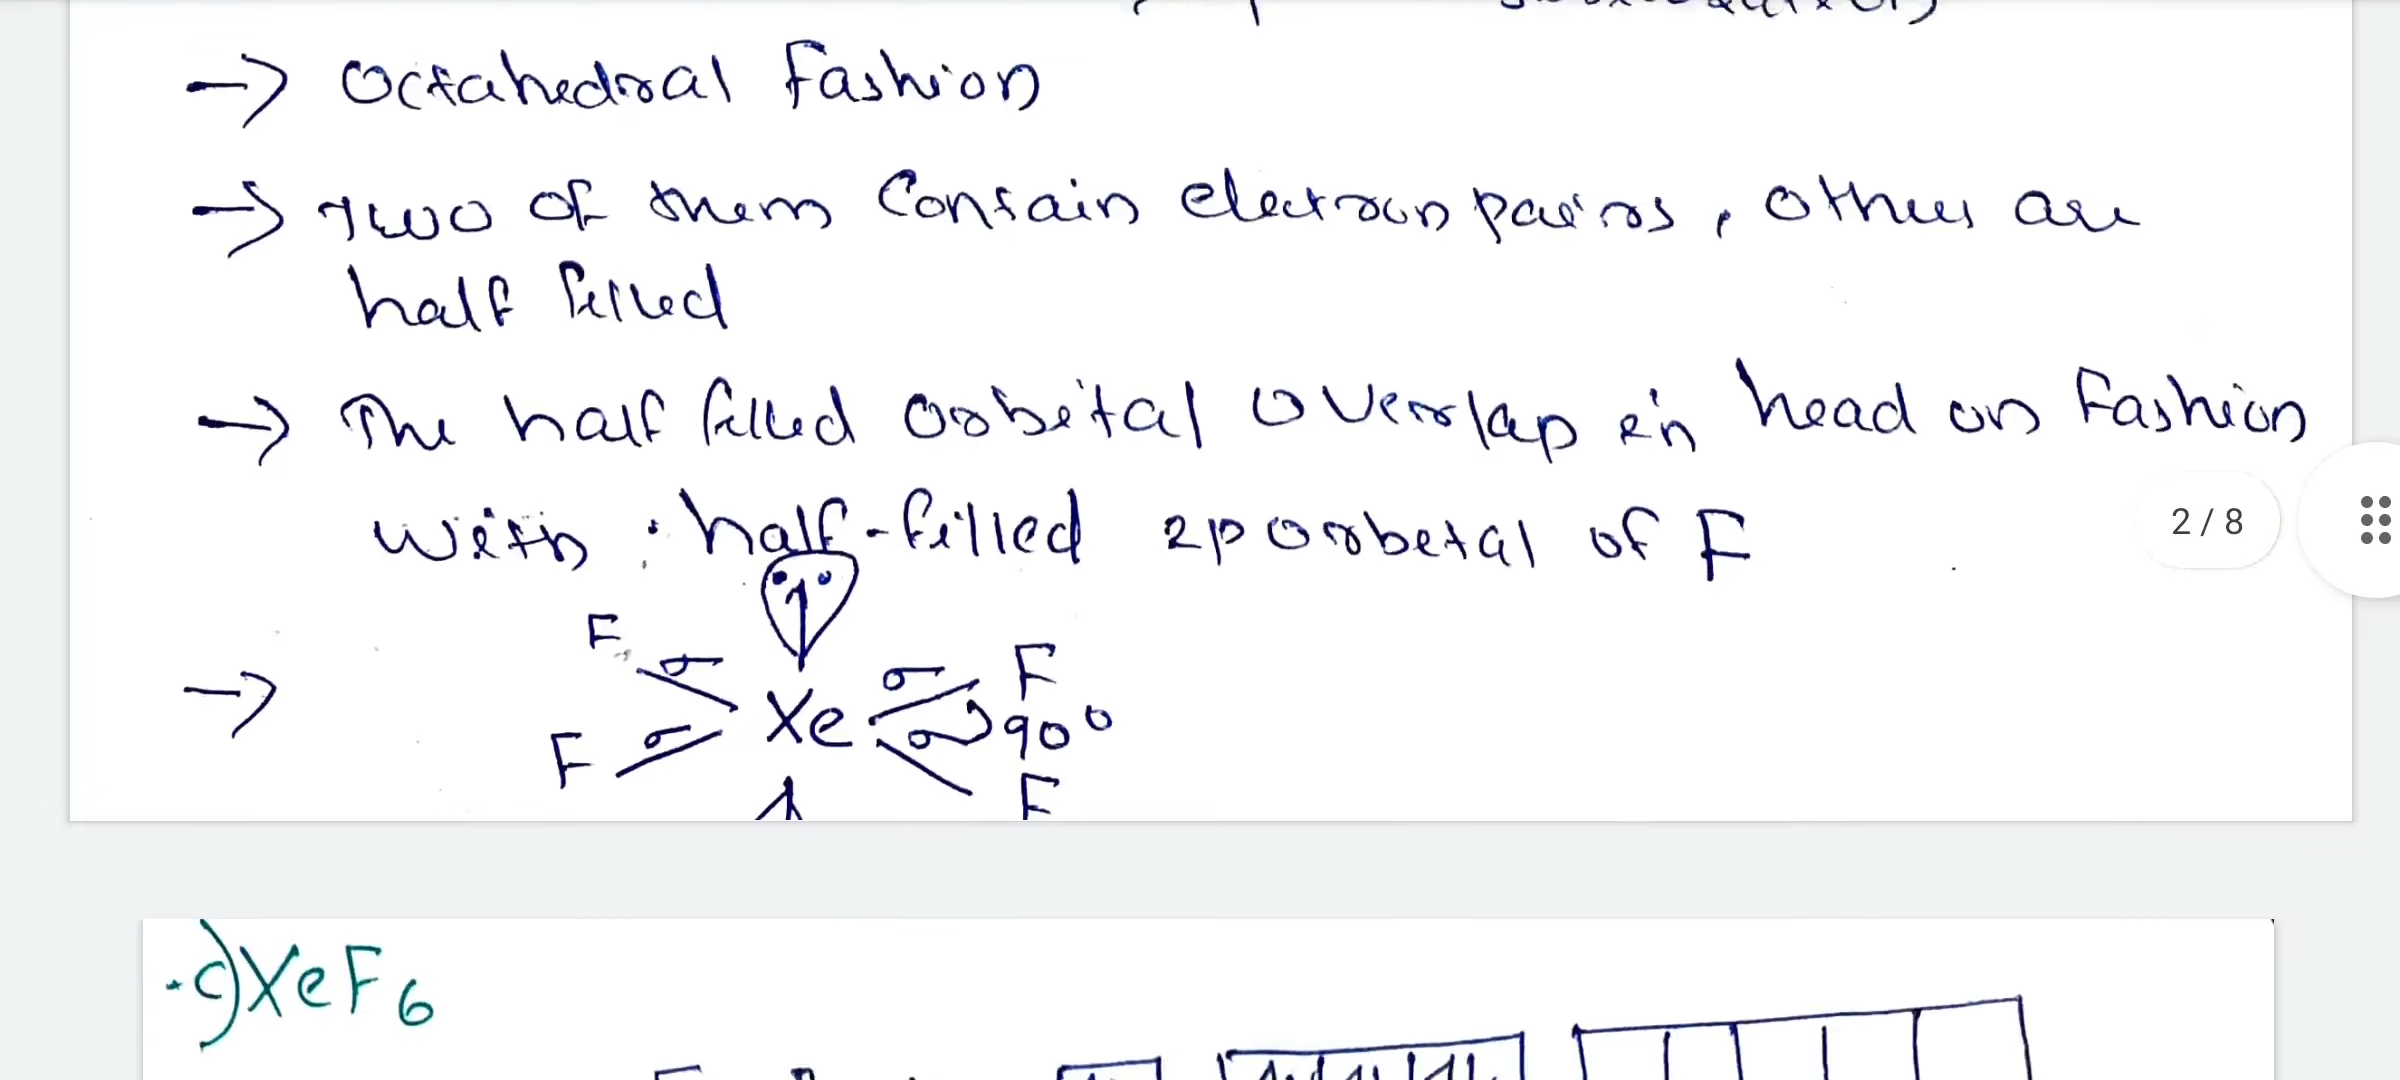 → Octahedral fashion
→ Two of them contain electron pairs, others are
half filled
→ The half filled orbital overlap in head on fashion
with half-filled 2p orbital of F
2 / 8
F σ σ F
→ Xe 90°
F σ σ F
c) XeF6